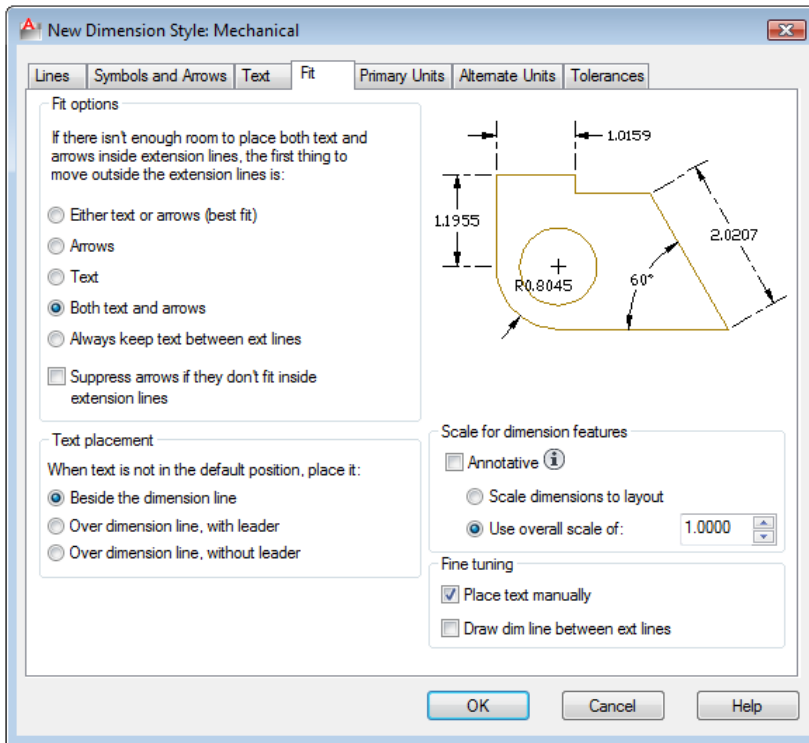 New Dimension Style: Mechanical
Lines
Symbols and Arrows
Text
Fit
Primary Units
Alternate Units
Tolerances
Fit options
If there isn't enough room to place both text and
arrows inside extension lines, the first thing to
move outside the extension lines is:
Either text or arrows (best fit)
Arrows
Text
Both text and arrows
Always keep text between ext lines
Suppress arrows if they don't fit inside
extension lines
1.0159
1.1955
2.0207
R0.8045
60°
Text placement
When text is not in the default position, place it:
Beside the dimension line
Over dimension line, with leader
Over dimension line, without leader
Scale for dimension features
Annotative
Scale dimensions to layout
Use overall scale of:
1.0000
Fine tuning
Place text manually
Draw dim line between ext lines
OK
Cancel
Help